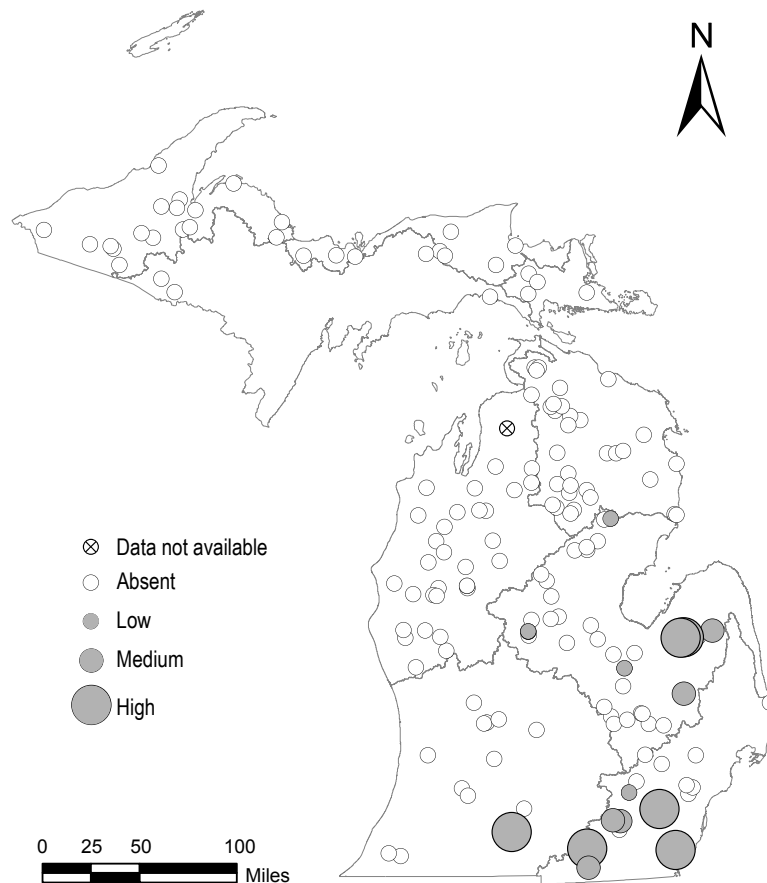 N
Data not available
Absent
Low
Medium
High
0 25 50 100
Miles